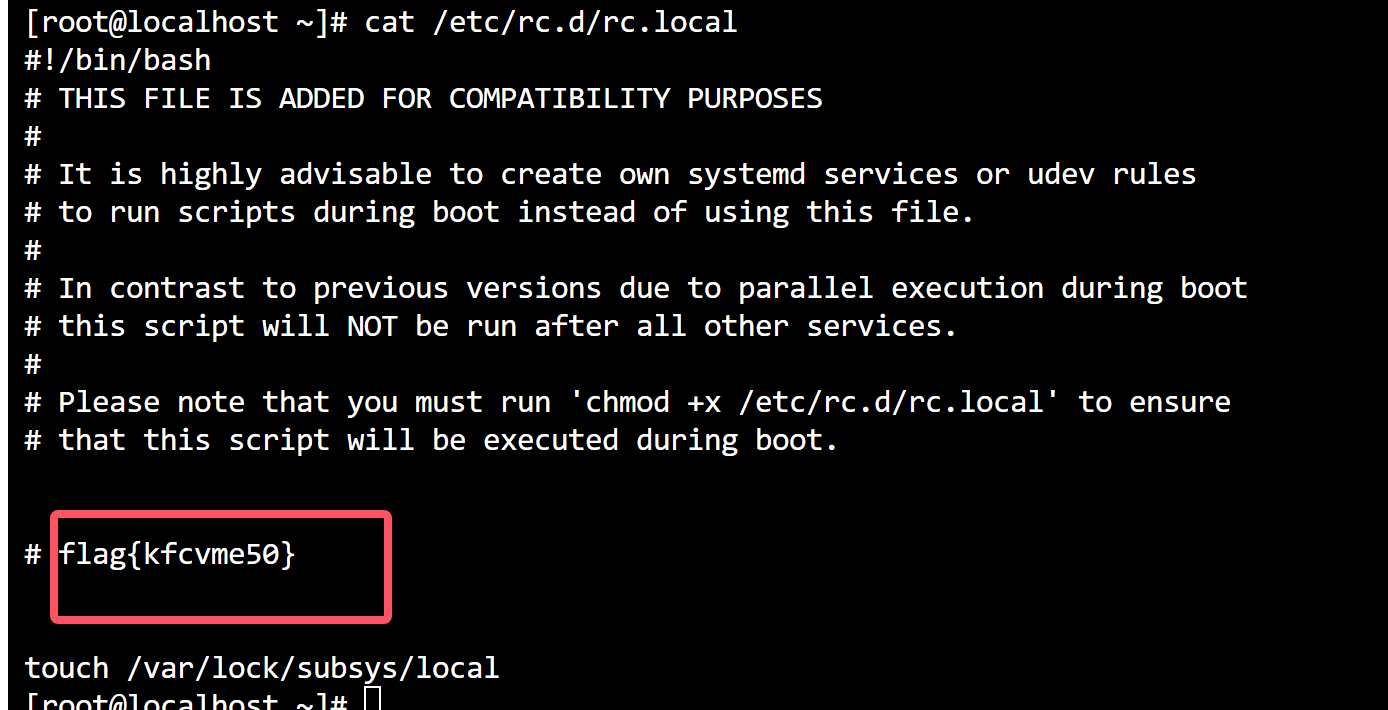 [root@localhost ~]# cat /etc/rc.d/rc.local
#!/bin/bash
# THIS FILE IS ADDED FOR COMPATIBILITY PURPOSES
#
# It is highly advisable to create own systemd services or udev rules
# to run scripts during boot instead of using this file.
#
# In contrast to previous versions due to parallel execution during boot
# this script will NOT be run after all other services.
#
# Please note that you must run 'chmod +x /etc/rc.d/rc.local' to ensure
# that this script will be executed during boot.
# flag{kfcvme50}
touch /var/lock/subsys/local
[root@localhost ~]#